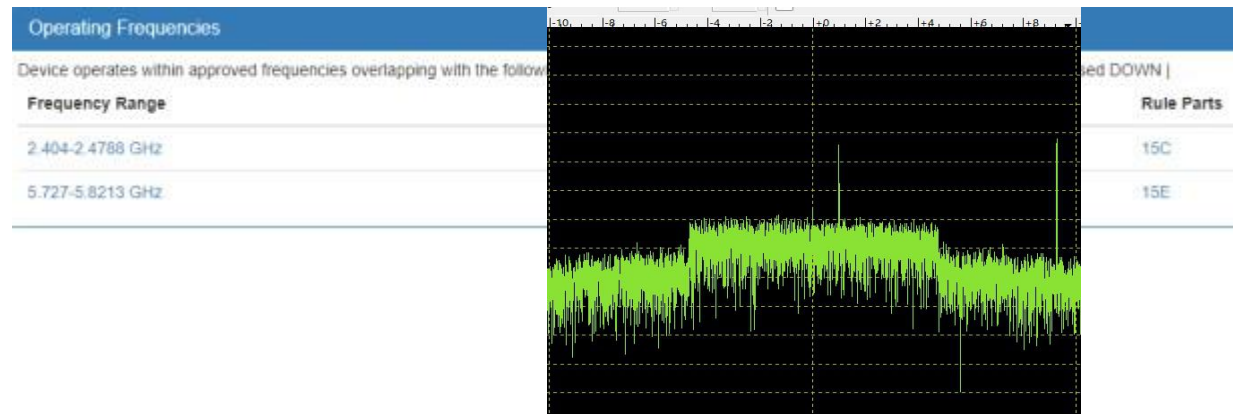 Operating Frequencies
-10 -8 -6 -4 -2 +0 +2 +4 +6 +8
Device operates within approved frequencies overlapping with the follow
sed DOWN |
Frequency Range
Rule Parts
2.404-2.4788 GHz
15C
5.727-5.8213 GHz
15E